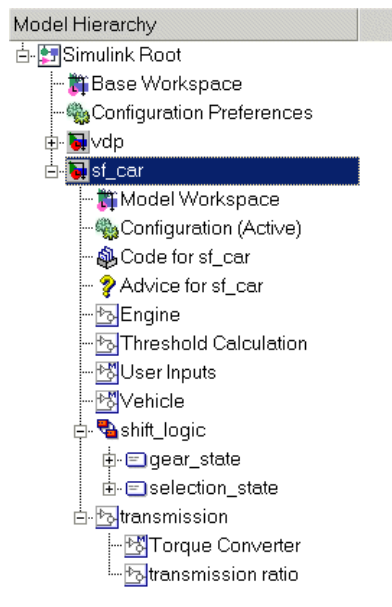 Model Hierarchy
Simulink Root
Base Workspace
Configuration Preferences
vdp
sf_car
Model Workspace
Configuration (Active)
Code for sf_car
Advice for sf_car
Engine
Threshold Calculation
User Inputs
Vehicle
shift_logic
gear_state
selection_state
transmission
Torque Converter
transmission ratio